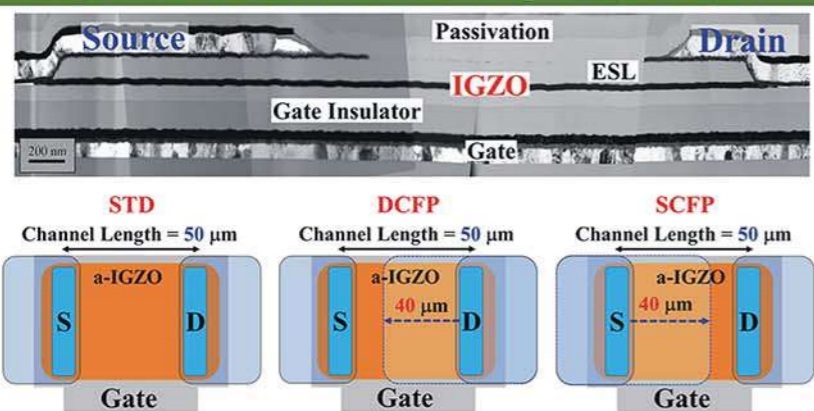 Source
Passivation
Drain
IGZO
ESL
Gate Insulator
200 nm
Gate
STD
Channel Length = 50 μm
a-IGZO
S
D
Gate
DCFP
Channel Length = 50 μm
a-IGZO
40 μm
S
D
Gate
SCFP
Channel Length = 50 μm
a-IGZO
40 μm
S
D
Gate